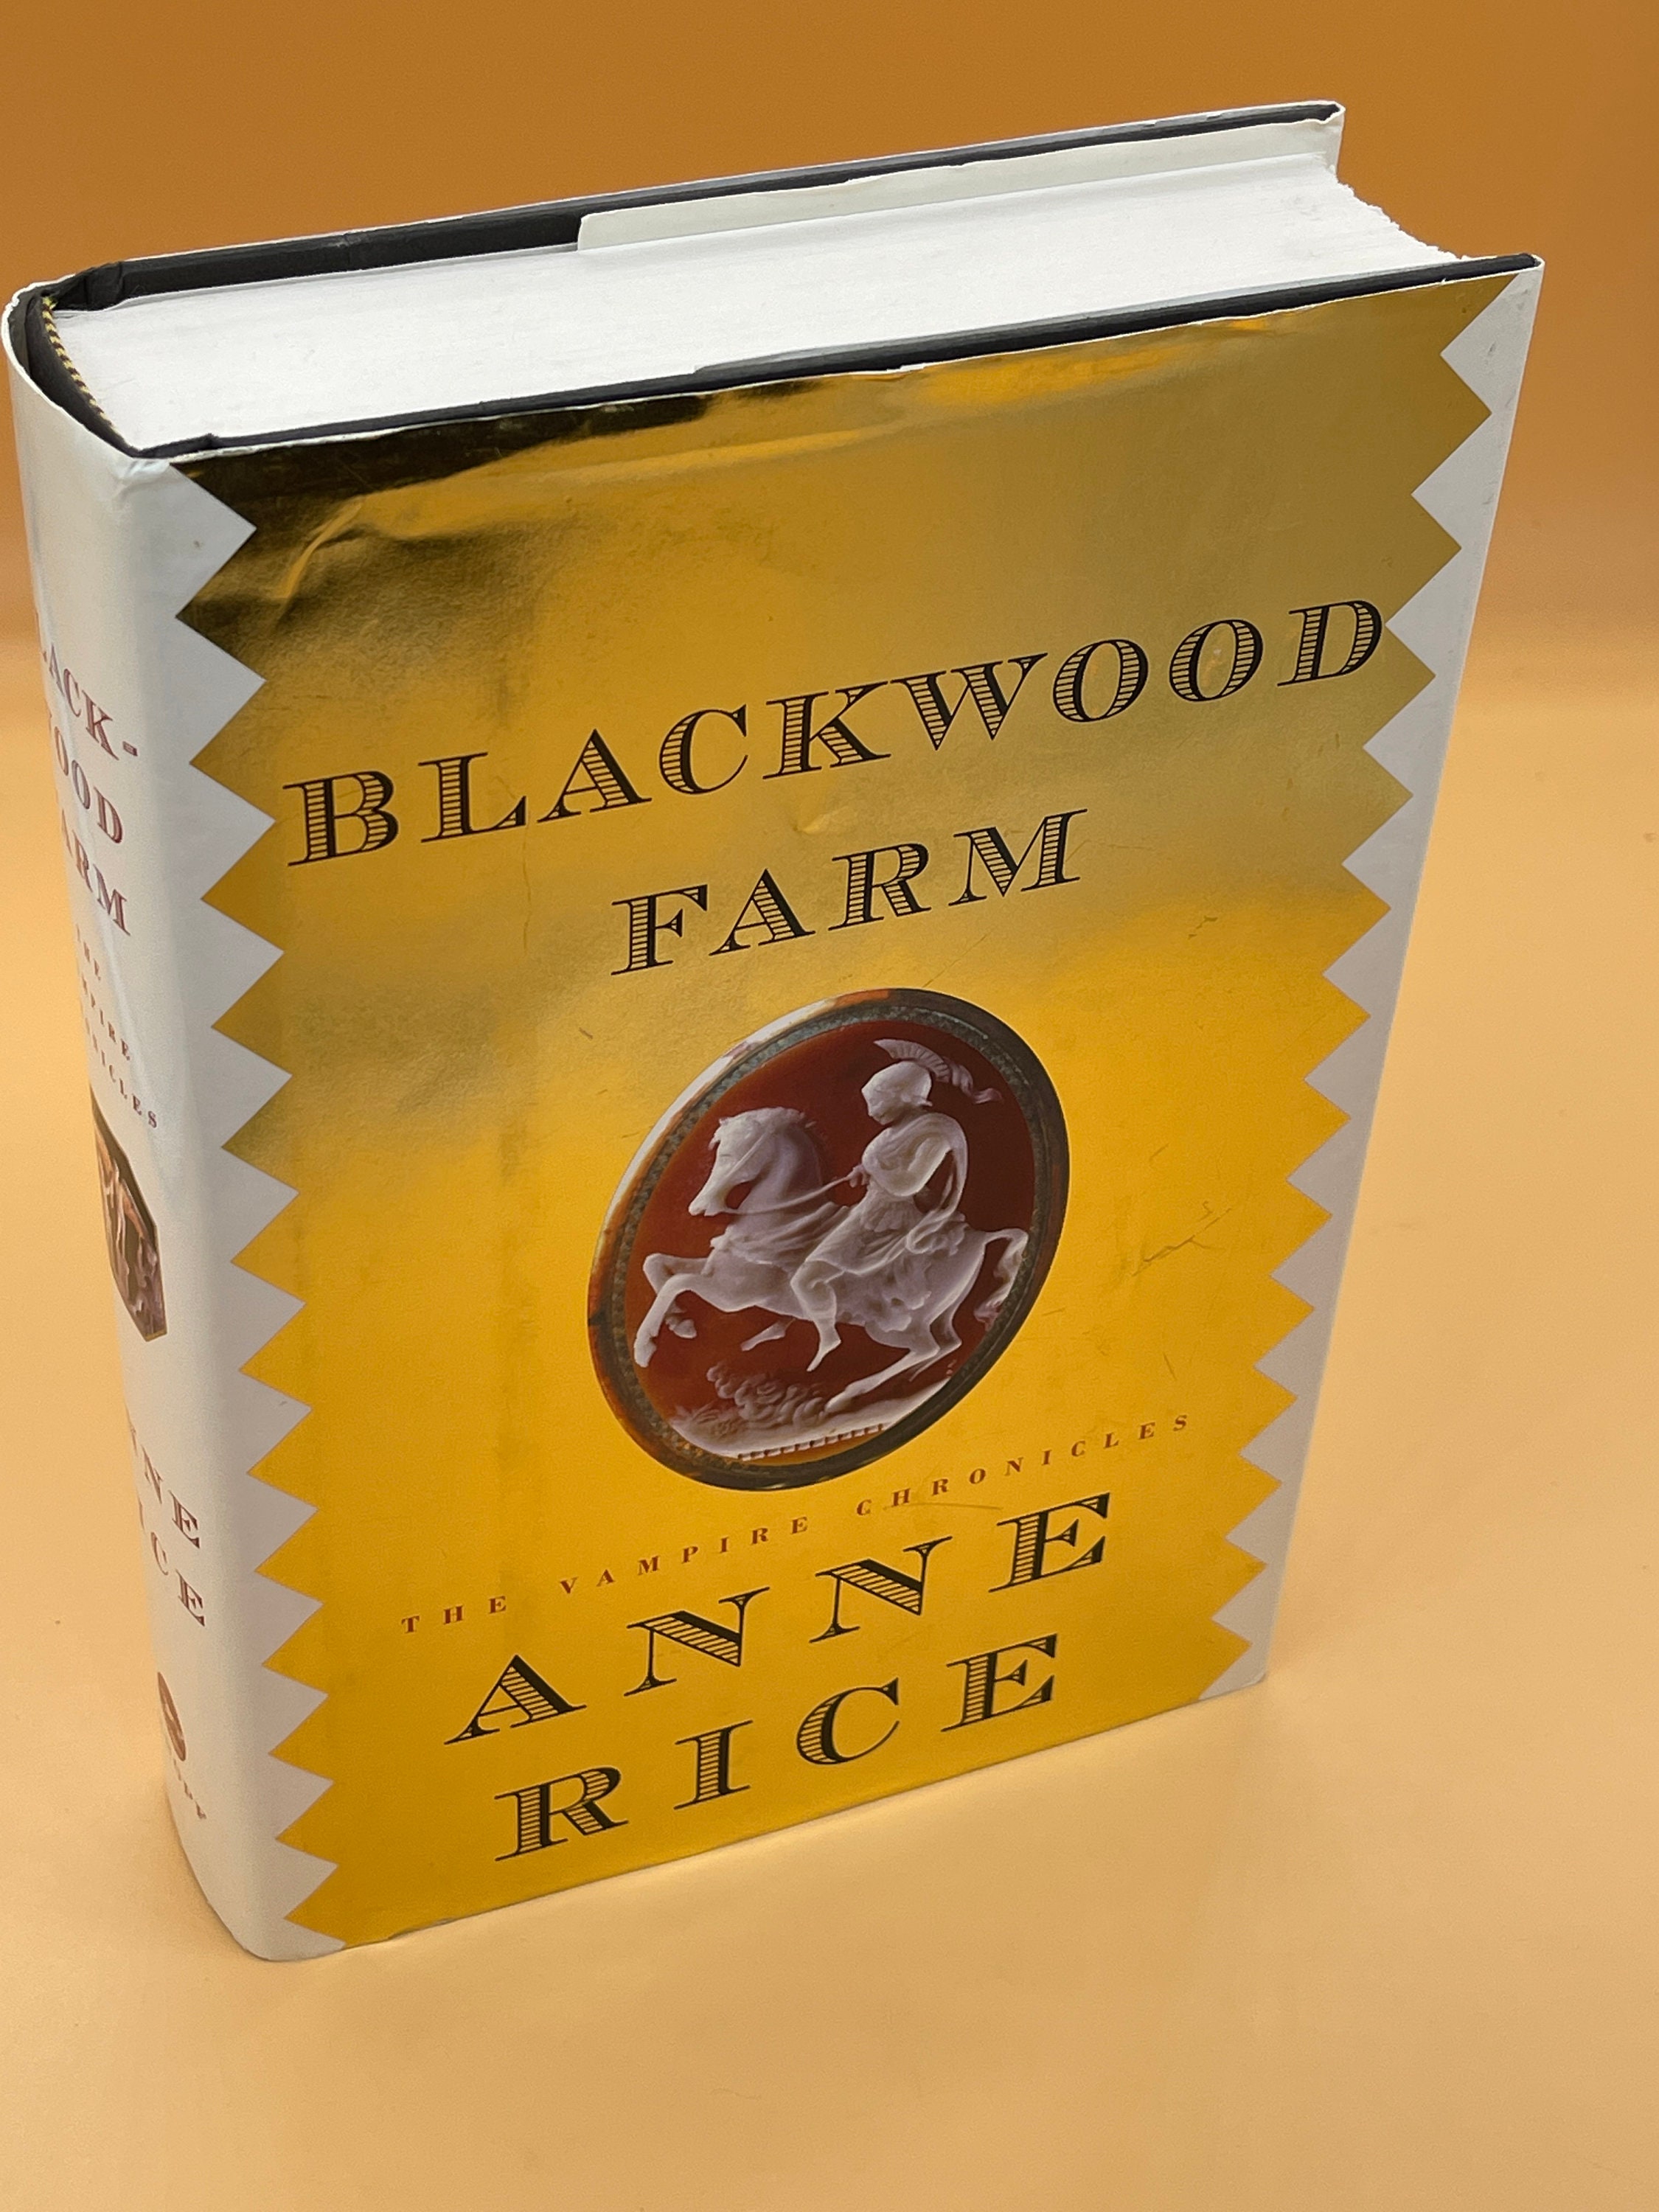 BLACKWOOD
FARM
THE VAMPIRE CHRONICLES
ANNE
RICE